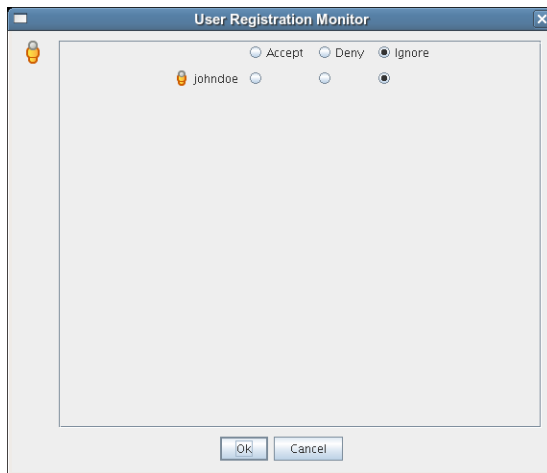 User Registration Monitor
Accept Deny Ignore
johndoe
Ok Cancel